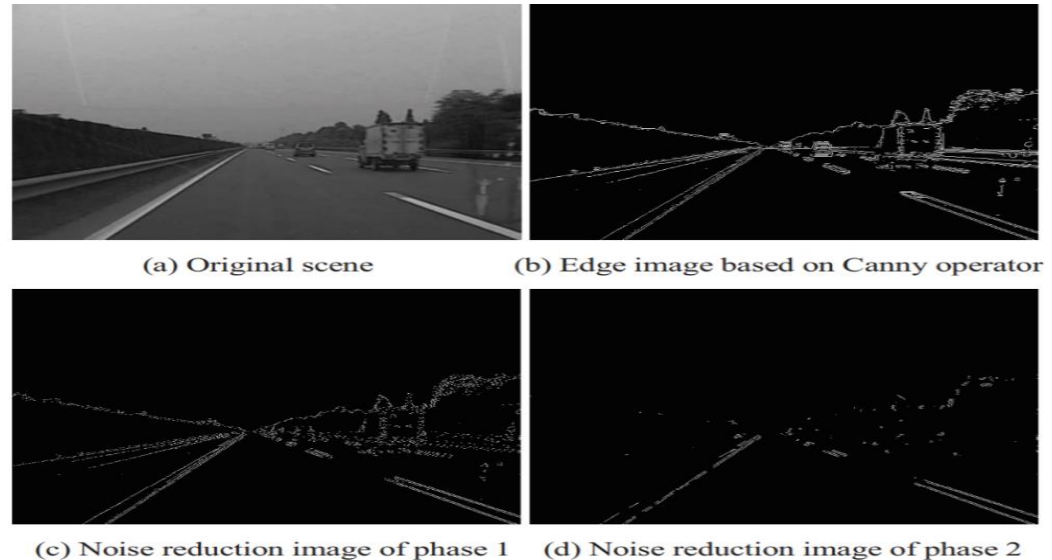 (a) Original scene
(b) Edge image based on Canny operator
(c) Noise reduction image of phase 1
(d) Noise reduction image of phase 2